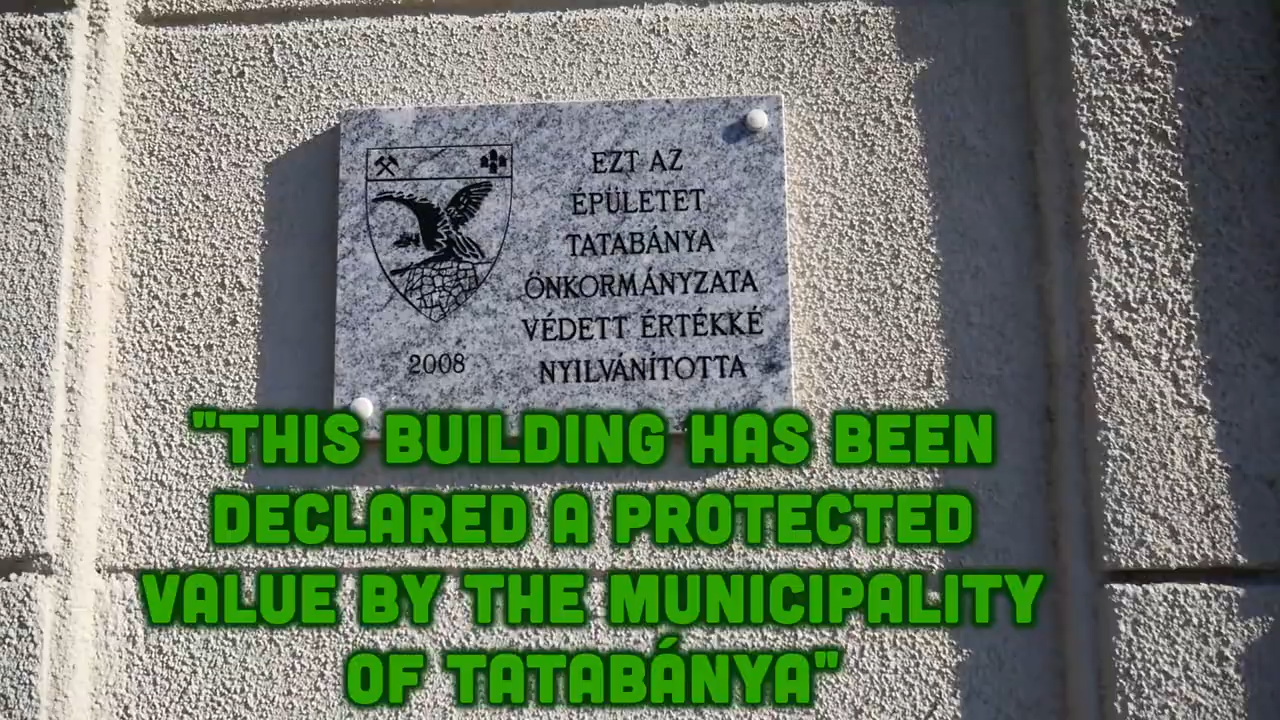 EZT AZ
ÉPÜLETET
TATABÁNYA
ÖNKORMÁNYZATA
VÉDETT ÉRTÉKKÉ
NYILVÁNÍTOTTA
2008
"THIS BUILDING HAS BEEN
DECLARED A PROTECTED
VALUE BY THE MUNICIPALITY
OF TATABÁNYA"